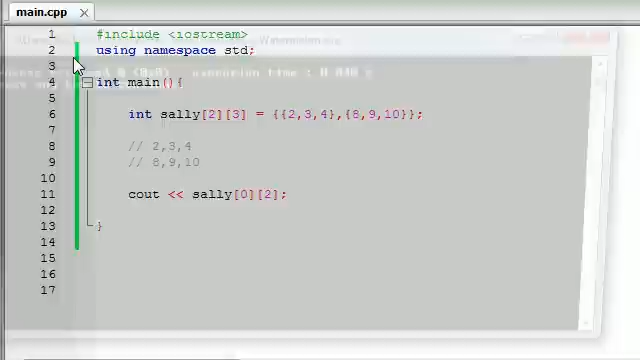 main.cpp
1 #include <iostream>
2 using namespace std;
3
4 int main(){
5
6 int sally[2][3] = {{2,3,4},{8,9,10}};
7
8 // 2,3,4
9 // 8,9,10
10
11 cout << sally[0][2];
12
13 }
14
15
16
17